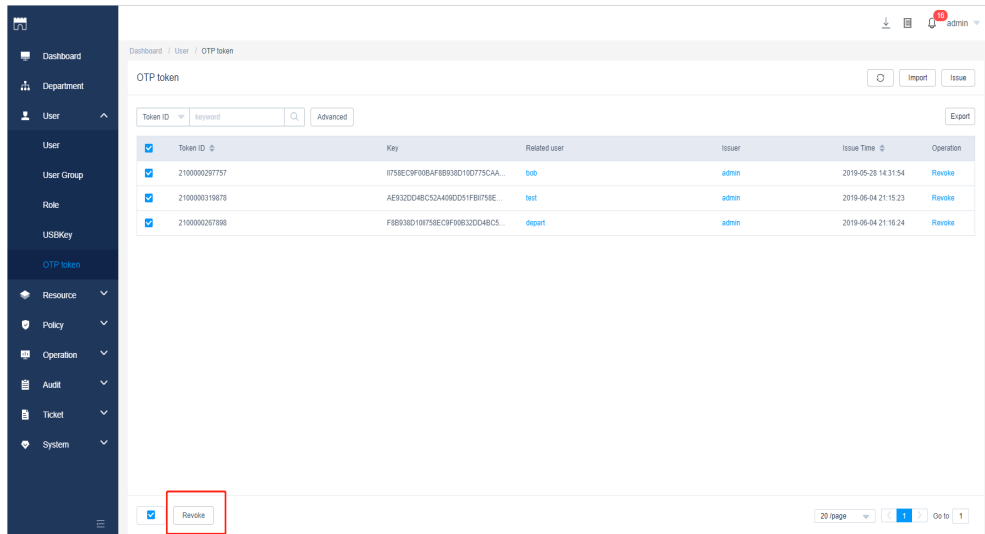 16
admin
Dashboard
Department
User
User
User Group
Role
USBKey
OTP token
Resource
Policy
Operation
Audit
Ticket
System
Dashboard / User / OTP token
OTP token
Import
Issue
Token ID
keyword
Advanced
Export
Token ID Key Related user Issuer Issue Time Operation
2100000297757 II758EC9F00BAF8B938D10D775CAA... bob admin 2019-05-28 14:31:54 Revoke
2100000319878 AE932DD4BC52A409DD51FBII758E... test admin 2019-06-04 21:15:23 Revoke
2100000267898 F8B938D10II758EC9F00B32DD4BC5... depart admin 2019-06-04 21:16:24 Revoke
Revoke
20 /page
1
Go to 1